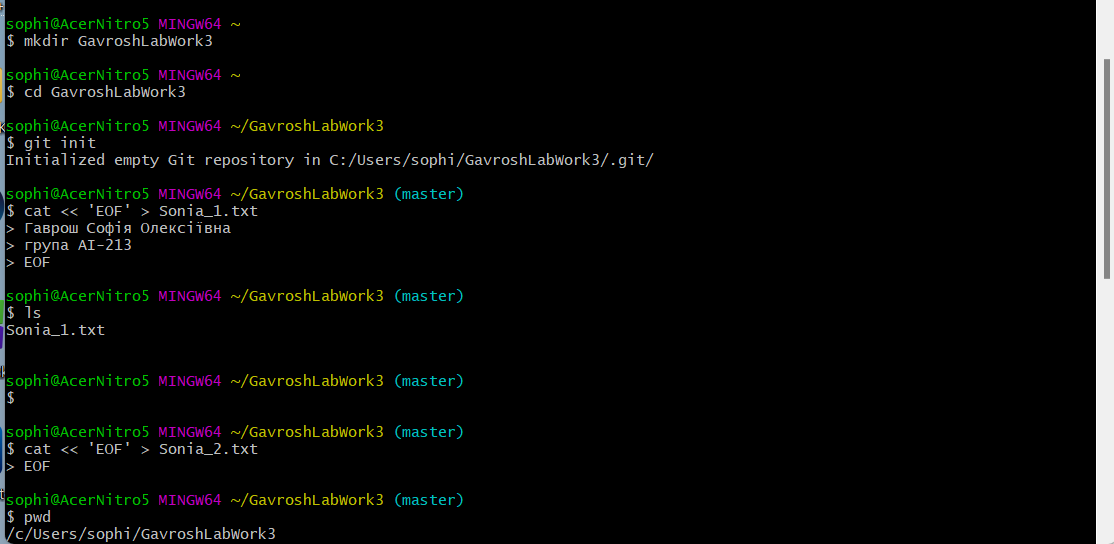 sophi@AcerNitro5 MINGW64 ~
$ mkdir GavroshLabWork3
sophi@AcerNitro5 MINGW64 ~
$ cd GavroshLabWork3
sophi@AcerNitro5 MINGW64 ~/GavroshLabWork3
$ git init
Initialized empty Git repository in C:/Users/sophi/GavroshLabWork3/.git/
sophi@AcerNitro5 MINGW64 ~/GavroshLabWork3 (master)
$ cat << 'EOF' > Sonia_1.txt
> Гаврош Софія Олексіївна
> група АІ-213
> EOF
sophi@AcerNitro5 MINGW64 ~/GavroshLabWork3 (master)
$ ls
Sonia_1.txt
sophi@AcerNitro5 MINGW64 ~/GavroshLabWork3 (master)
$
sophi@AcerNitro5 MINGW64 ~/GavroshLabWork3 (master)
$ cat << 'EOF' > Sonia_2.txt
> EOF
sophi@AcerNitro5 MINGW64 ~/GavroshLabWork3 (master)
$ pwd
/c/Users/sophi/GavroshLabWork3